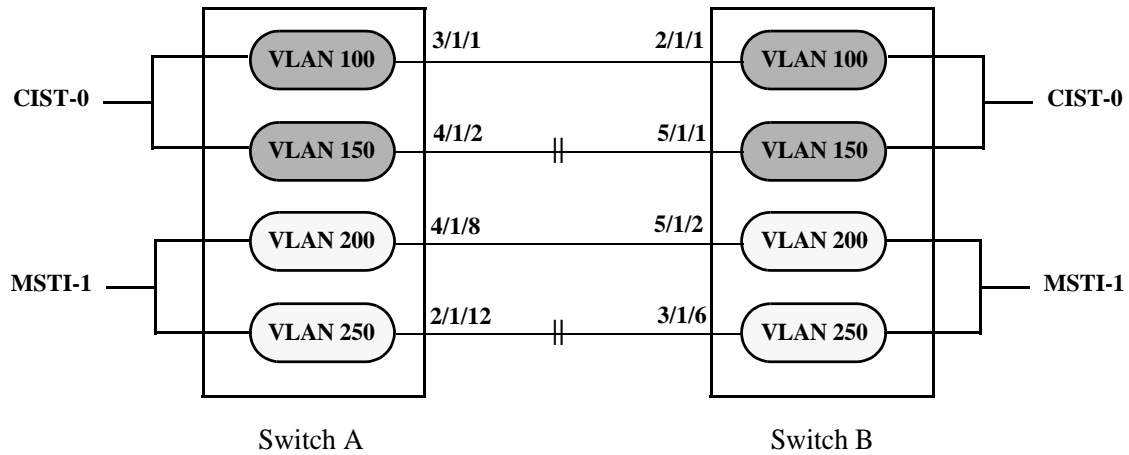 3/1/1 2/1/1
VLAN 100 VLAN 100
CIST-0 CIST-0
4/1/2 5/1/1
VLAN 150 VLAN 150
4/1/8 5/1/2
VLAN 200 VLAN 200
MSTI-1 MSTI-1
2/1/12 3/1/6
VLAN 250 VLAN 250
Switch A Switch B